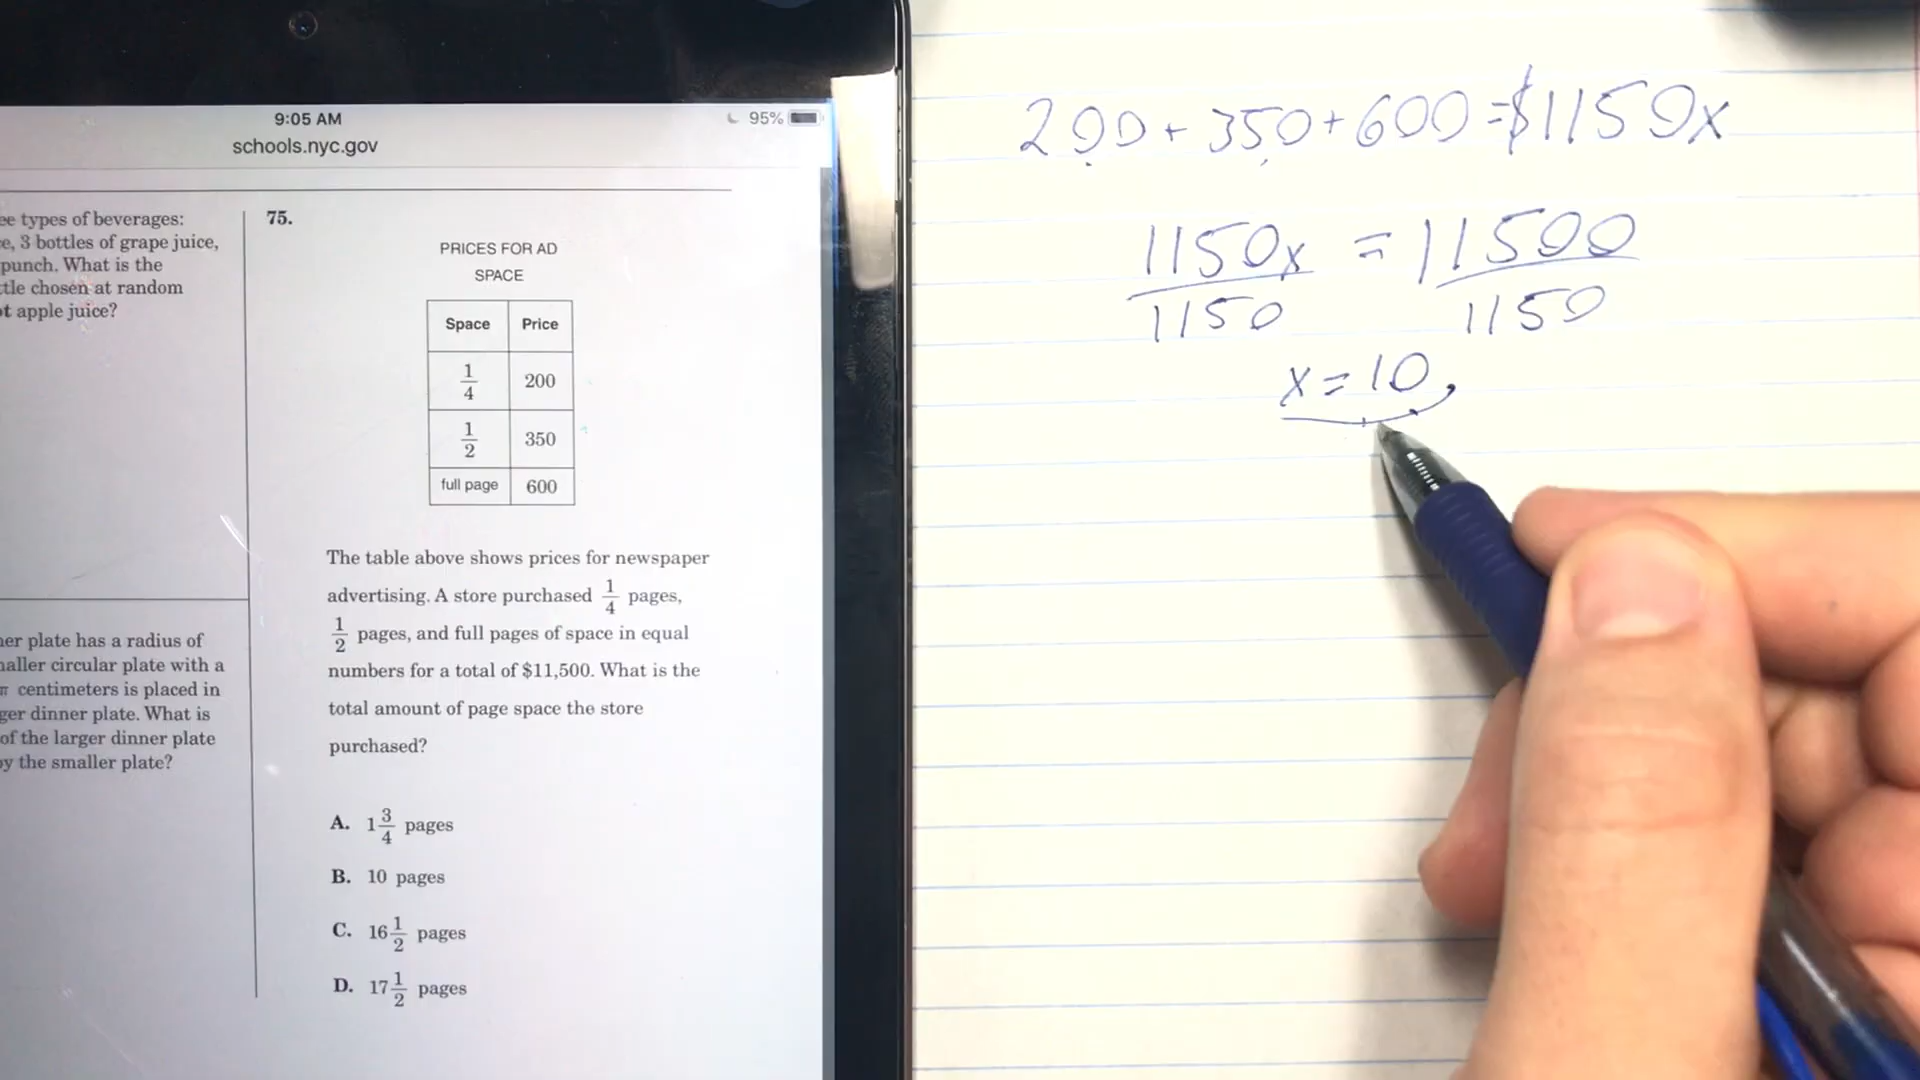 9:05 AM
95%
schools.nyc.gov
ee types of beverages:
e, 3 bottles of grape juice,
punch. What is the
tle chosen at random
t apple juice?
ner plate has a radius of
naller circular plate with a
π centimeters is placed in
ger dinner plate. What is
of the larger dinner plate
by the smaller plate?
75.
PRICES FOR AD
SPACE
Space Price
1/4 200
1/2 350
full page 600
The table above shows prices for newspaper
advertising. A store purchased 1/4 pages,
1/2 pages, and full pages of space in equal
numbers for a total of $11,500. What is the
total amount of page space the store
purchased?
A. 1 3/4 pages
B. 10 pages
C. 16 1/2 pages
D. 17 1/2 pages
200 + 350 + 600 = $1150x
1150x = 11500
1150 1150
x = 10